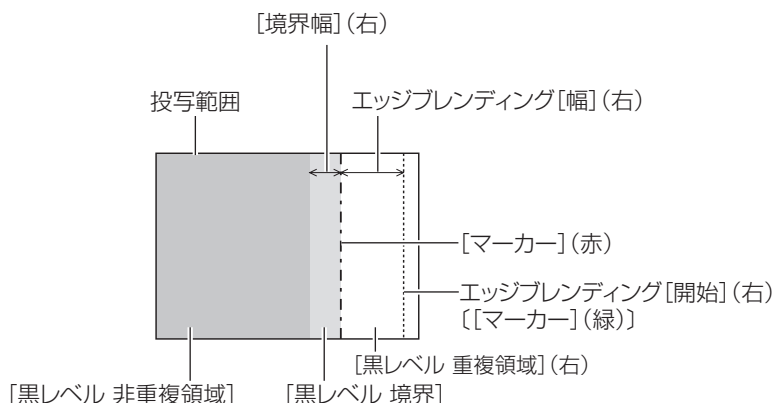 [境界幅](右)
投写範囲
エッジブレンディング[幅](右)
[マーカー](赤)
エッジブレンディング[開始](右)
〔[マーカー](緑)〕
[黒レベル 重複領域](右)
[黒レベル 非重複領域]
[黒レベル 境界]